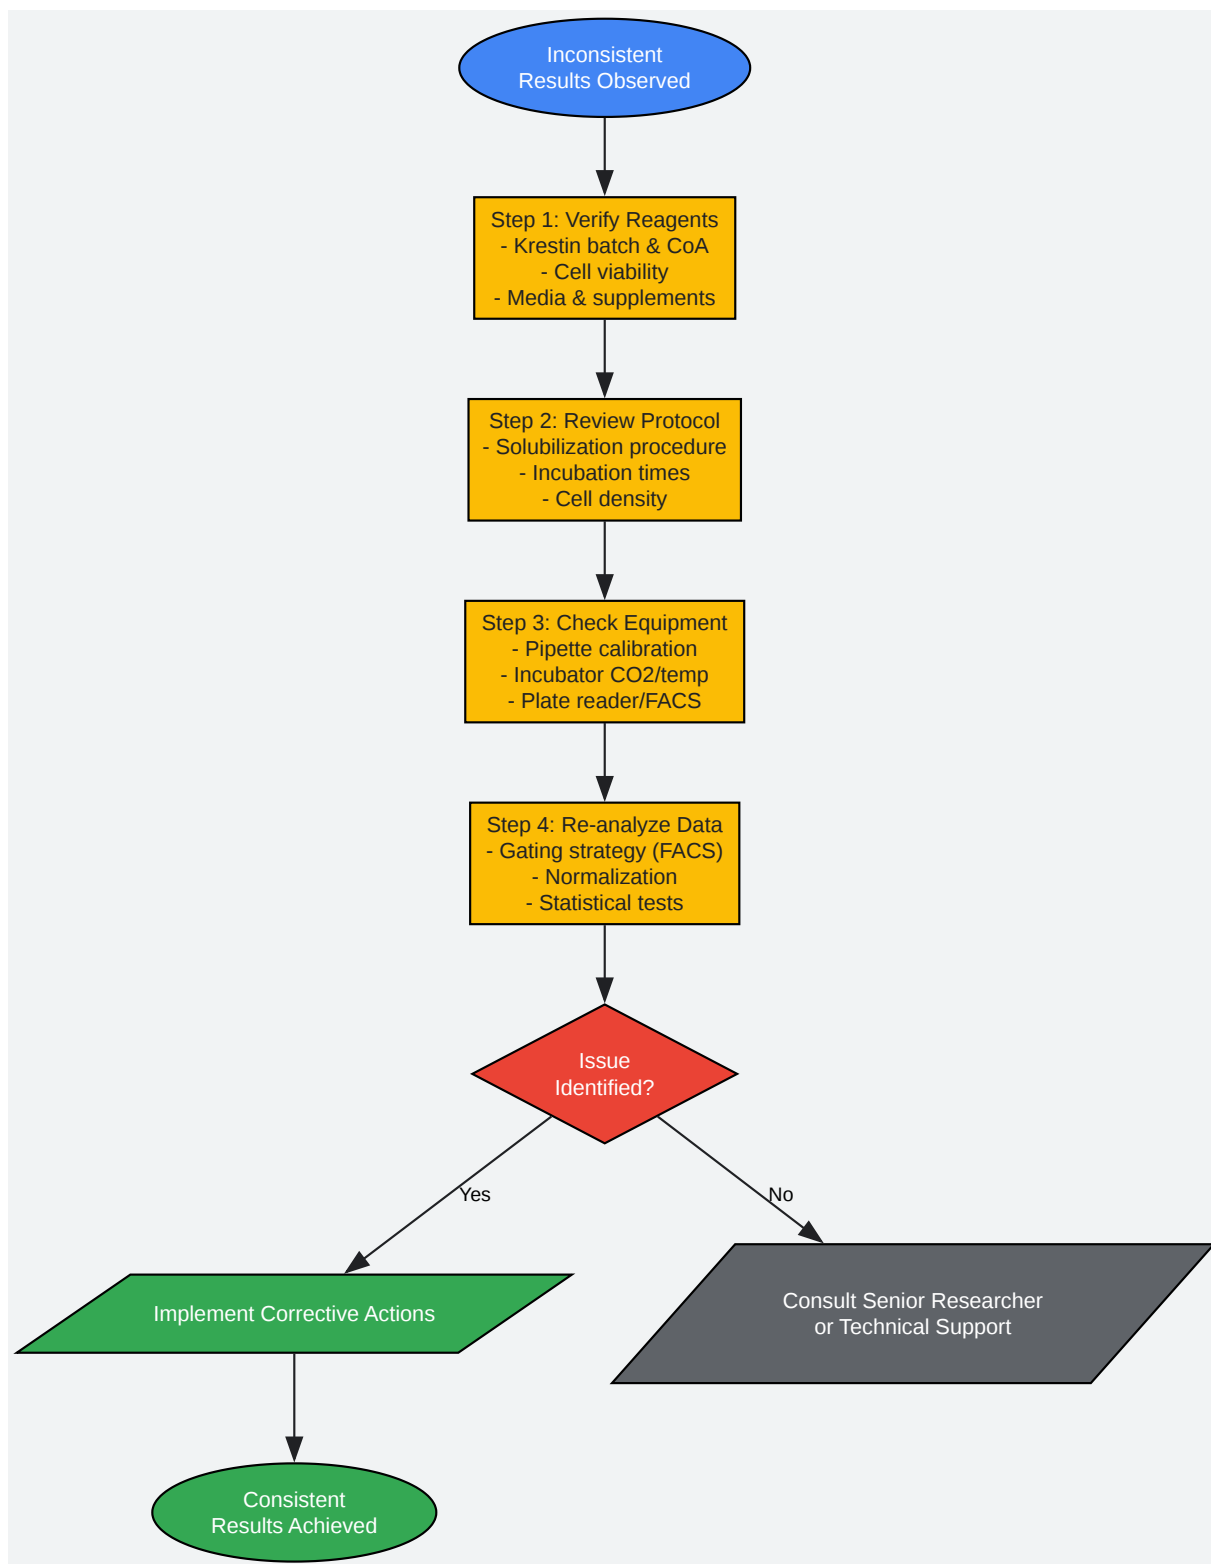 Inconsistent
Results Observed
Step 1: Verify Reagents
- Krestin batch & CoA
- Cell viability
- Media & supplements
Step 2: Review Protocol
- Solubilization procedure
- Incubation times
- Cell density
Step 3: Check Equipment
- Pipette calibration
- Incubator CO2/temp
- Plate reader/FACS
Step 4: Re-analyze Data
- Gating strategy (FACS)
- Normalization
- Statistical tests
Issue
Identified?
Yes
No
Implement Corrective Actions
Consult Senior Researcher
or Technical Support
Consistent
Results Achieved